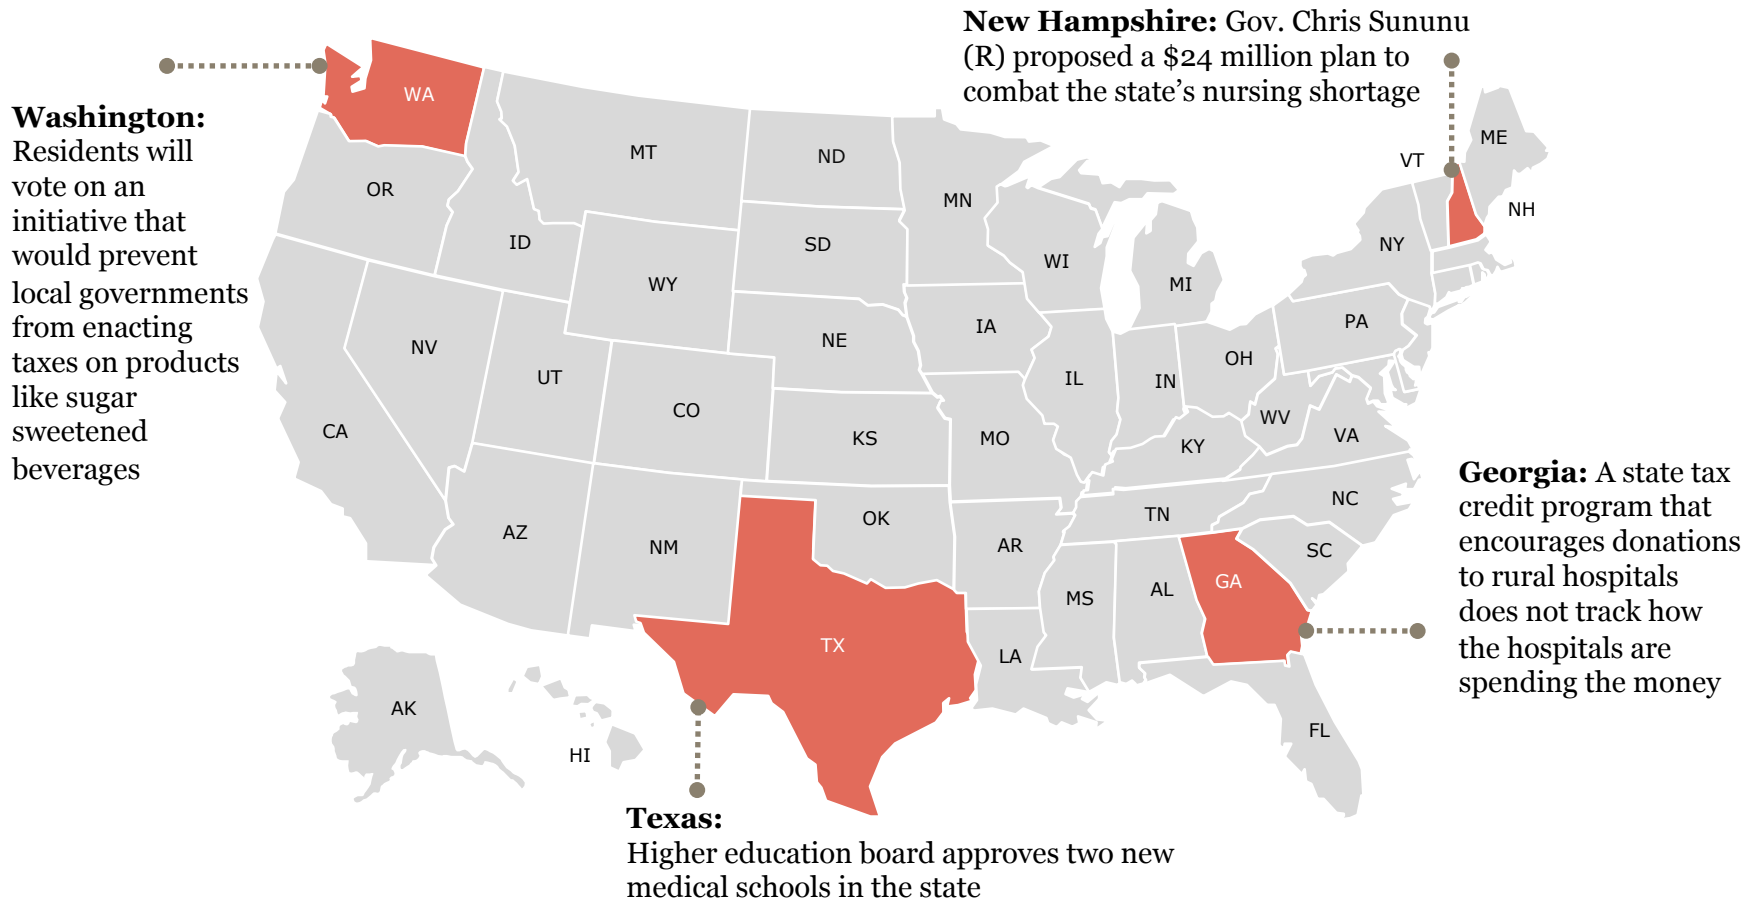 New Hampshire: Gov. Chris Sununu
(R) proposed a $24 million plan to
combat the state’s nursing shortage
Washington:
Residents will
vote on an
initiative that
would prevent
local governments
from enacting
taxes on products
like sugar
sweetened
beverages
WA
OR
CA
NV
ID
MT
WY
UT
AZ
CO
NM
ND
SD
NE
KS
OK
TX
MN
IA
MO
AR
LA
WI
IL
MS
MI
IN
KY
TN
AL
OH
WV
GA
FL
SC
NC
VA
PA
NY
VT
ME
NH
AK
HI
Georgia: A state tax
credit program that
encourages donations
to rural hospitals
does not track how
the hospitals are
spending the money
Texas:
Higher education board approves two new
medical schools in the state